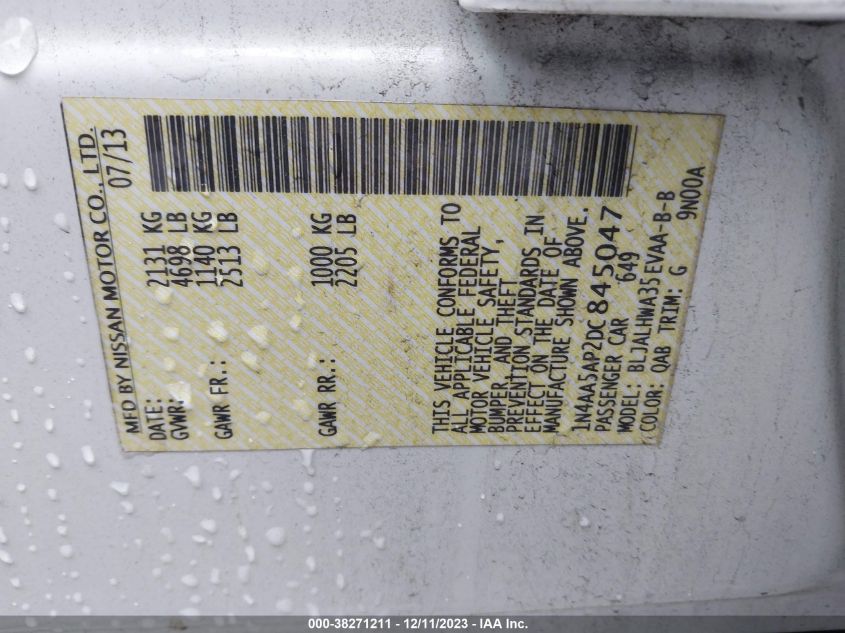 MFD BY NISSAN MOTOR CO., LTD.
DATE: 07/13
GVWR: 2131 KG
4698 LB
GAWR FR.: 1140 KG
2513 LB
GAWR RR.: 1000 KG
2205 LB
THIS VEHICLE CONFORMS TO
ALL APPLICABLE FEDERAL
MOTOR VEHICLE SAFETY,
BUMPER, AND THEFT
PREVENTION STANDARDS IN
EFFECT ON THE DATE OF
MANUFACTURE SHOWN ABOVE.
1N4AA5AP2DC845047
PASSENGER CAR 649
MODEL: BLJALHWA35EVAA-B-B
COLOR: QAB TRIM: G 9N00A
000-38271211 - 12/11/2023 - IAA Inc.